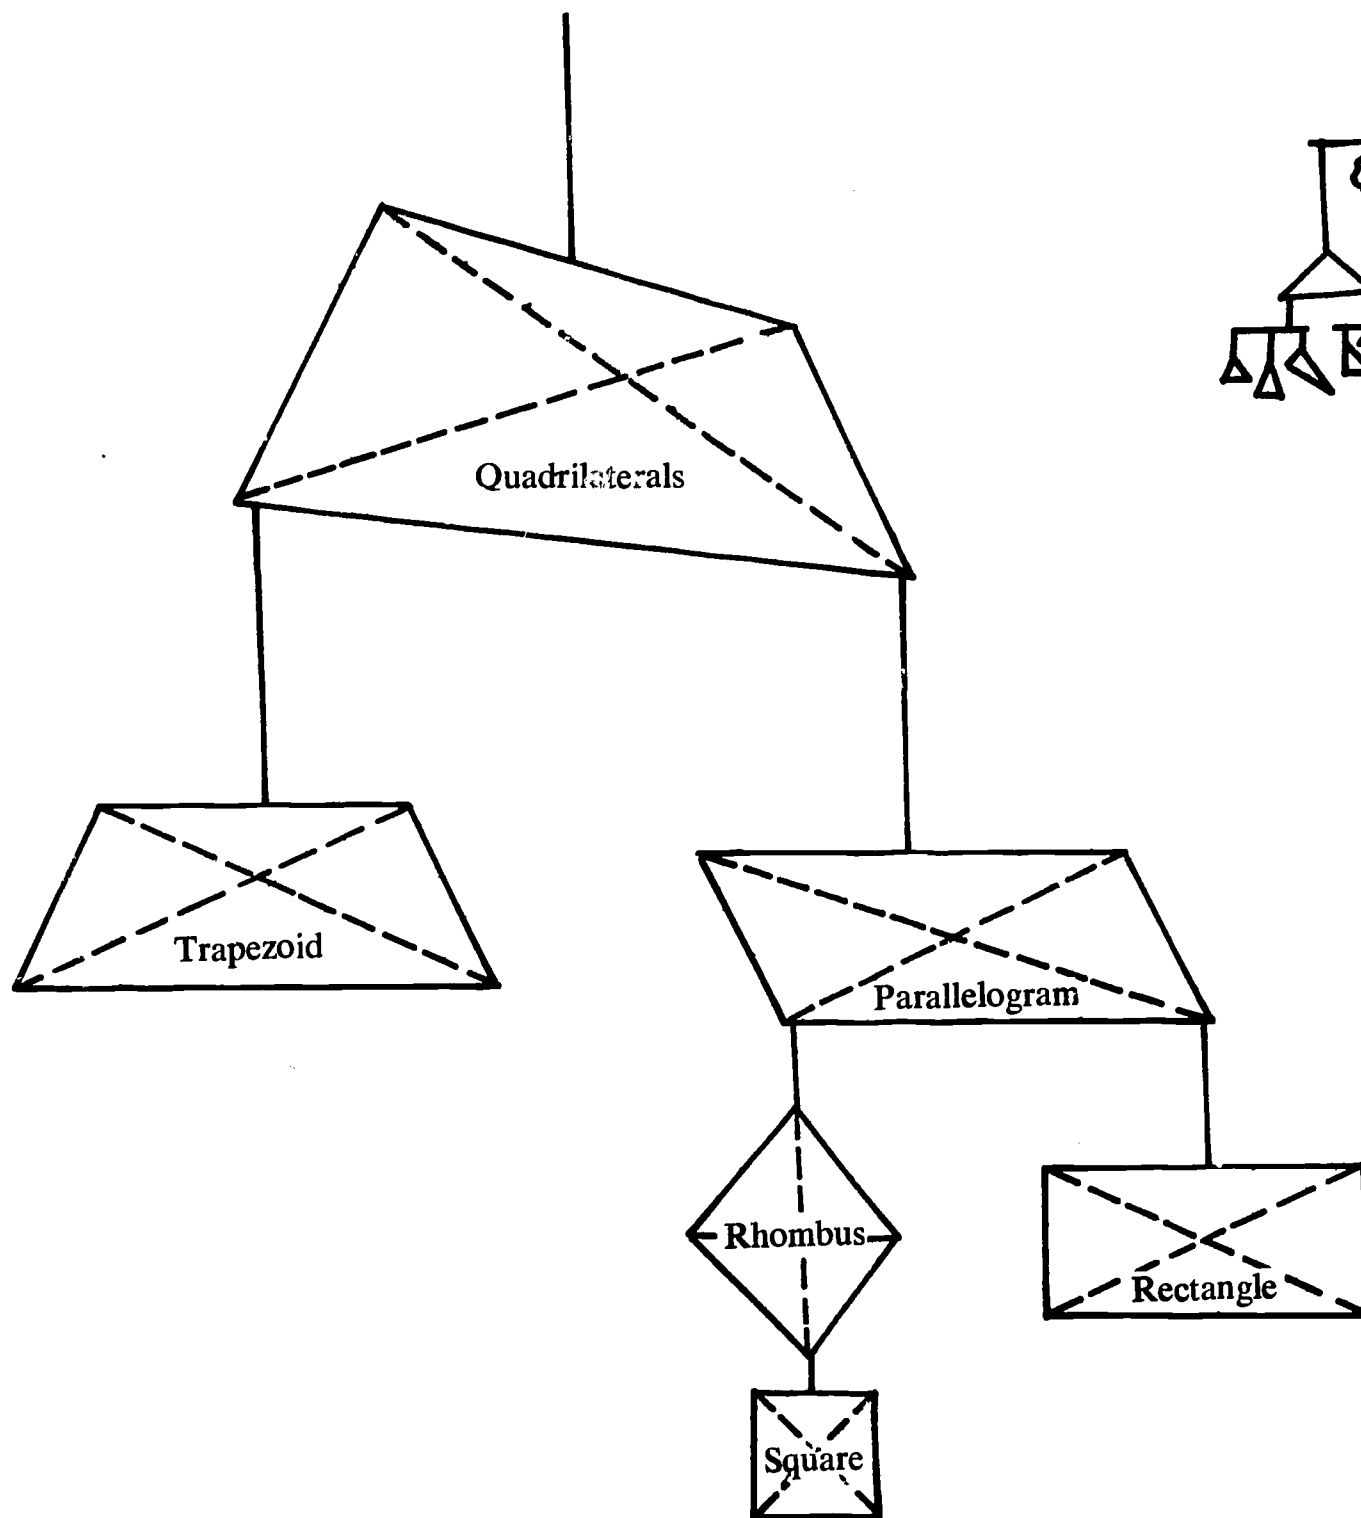 Quadrilaterals
Trapezoid
Parallelogram
Rhombus
Rectangle
Square